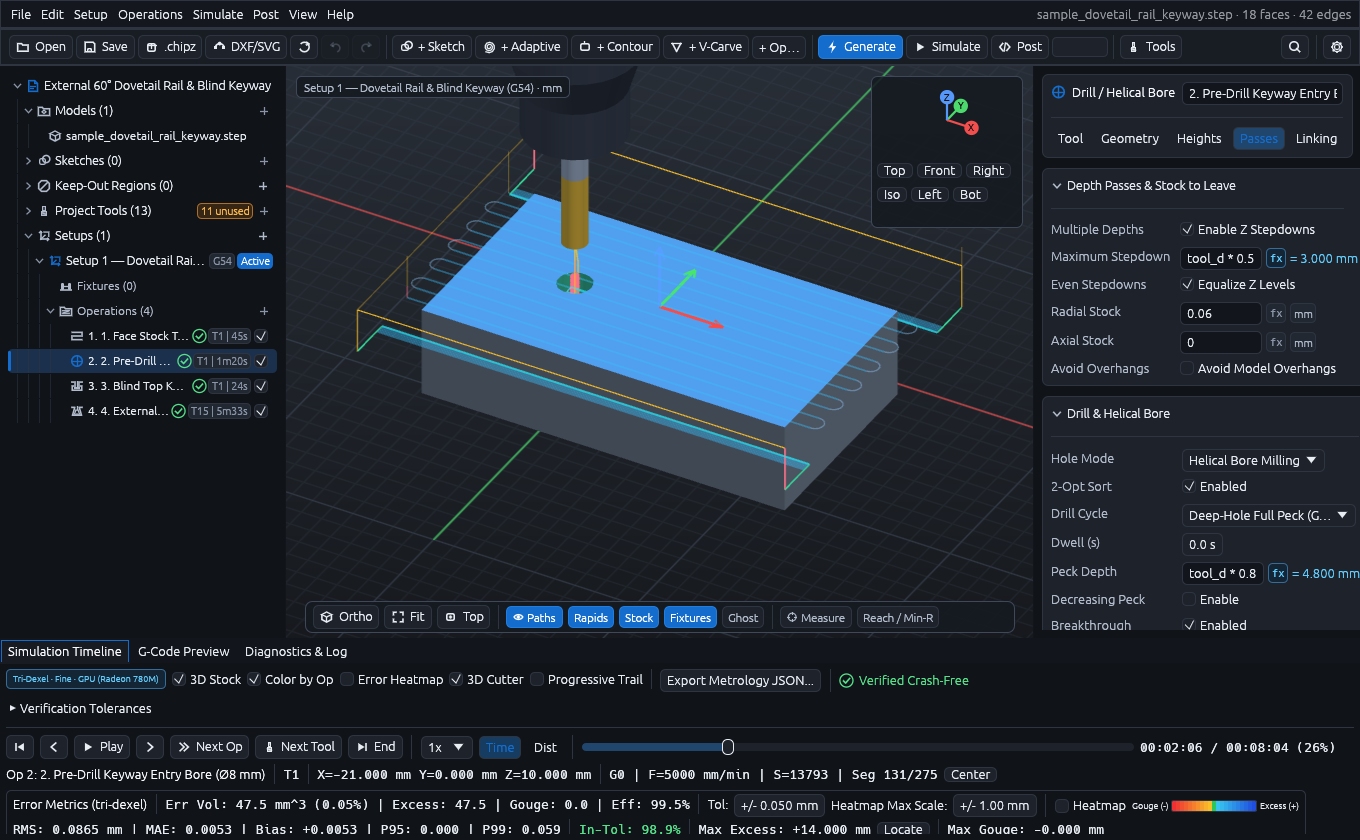 File Edit Setup Operations Simulate Post View Help
sample_dovetail_rail_keyway.step · 18 faces · 42 edges
Open Save .chipz DXF/SVG + Sketch + Adaptive + Contour + V-Carve + Op... Generate Simulate Post Tools
External 60° Dovetail Rail & Blind Keyway
Models (1) +
sample_dovetail_rail_keyway.step
Sketches (0) +
Keep-Out Regions (0) +
Project Tools (13) 11 unused +
Setups (1) +
Setup 1 — Dovetail Rai... G54 Active
Fixtures (0)
Operations (4) +
1. 1. Face Stock T... T1 | 45s
2. 2. Pre-Drill ... T1 | 1m20s
3. 3. Blind Top K... T1 | 24s
4. 4. External... T15 | 5m33s
Setup 1 — Dovetail Rail & Blind Keyway (G54) · mm
Z
Y
X
Top Front Right
Iso Left Bot
Ortho Fit Top Paths Rapids Stock Fixtures Ghost Measure Reach / Min-R
Drill / Helical Bore 2. Pre-Drill Keyway Entry E
Tool Geometry Heights Passes Linking
Depth Passes & Stock to Leave
Multiple Depths Enable Z Stepdowns
Maximum Stepdown tool_d * 0.5 fx = 3.000 mm
Even Stepdowns Equalize Z Levels
Radial Stock 0.06 fx mm
Axial Stock 0 fx mm
Avoid Overhangs Avoid Model Overhangs
Drill & Helical Bore
Hole Mode Helical Bore Milling
2-Opt Sort Enabled
Drill Cycle Deep-Hole Full Peck (G...
Dwell (s) 0.0 s
Peck Depth tool_d * 0.8 fx = 4.800 mm
Decreasing Peck Enable
Breakthrough Enabled
Simulation Timeline G-Code Preview Diagnostics & Log
Tri-Dexel · Fine · GPU (Radeon 780M) 3D Stock Color by Op Error Heatmap 3D Cutter Progressive Trail Export Metrology JSON... Verified Crash-Free
Verification Tolerances
Play Next Op Next Tool End 1x Time Dist 00:02:06 / 00:08:04 (26%)
Op 2: 2. Pre-Drill Keyway Entry Bore (Ø8 mm) | T1 | X=-21.000 mm Y=0.000 mm Z=10.000 mm | G0 | F=5000 mm/min | S=13793 | Seg 131/275 Center
Error Metrics (tri-dexel) | Err Vol: 47.5 mm^3 (0.05%) | Excess: 47.5 | Gouge: 0.0 | Eff: 99.5% | Tol: +/- 0.050 mm Heatmap Max Scale: +/- 1.00 mm | Heatmap Gouge (-) Excess (+)
RMS: 0.0865 mm | MAE: 0.0053 | Bias: +0.0053 | P95: 0.000 | P99: 0.059 | In-Tol: 98.9% | Max Excess: +14.000 mm Locate | Max Gouge: -0.000 mm